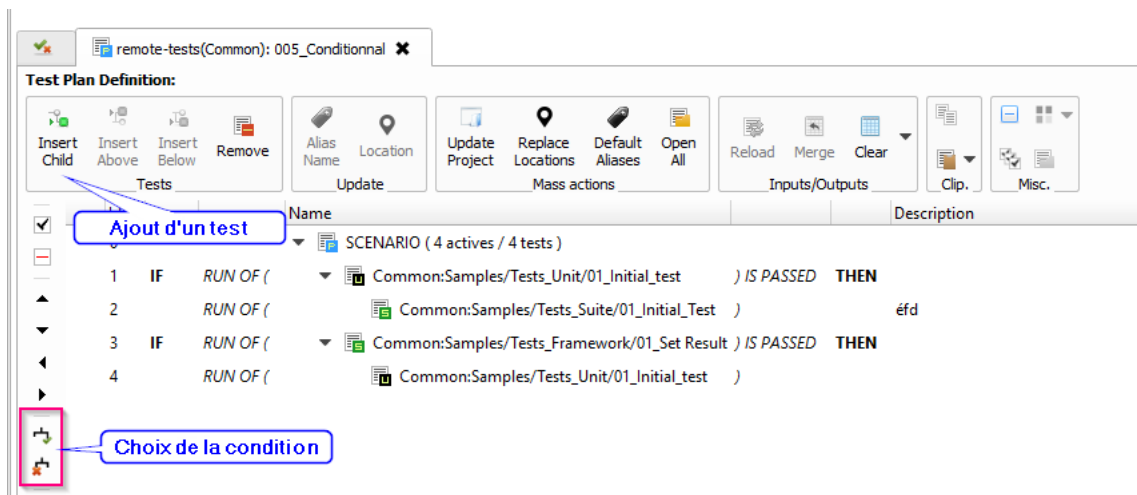 remote-tests(Common): 005_Conditionnal
Test Plan Definition:
Insert Child Insert Above Insert Below Remove Alias Name Location Update Project Replace Locations Default Aliases Open All Reload Merge Clear
Tests Update Mass actions Inputs/Outputs Clip. Misc.
Ajout d'un test
Name Description
SCENARIO ( 4 actives / 4 tests )
1 IF RUN OF ( Common:Samples/Tests_Unit/01_Initial_test ) IS PASSED THEN
2 RUN OF ( Common:Samples/Tests_Suite/01_Initial_Test ) éfd
3 IF RUN OF ( Common:Samples/Tests_Framework/01_Set Result ) IS PASSED THEN
4 RUN OF ( Common:Samples/Tests_Unit/01_Initial_test )
Choix de la condition